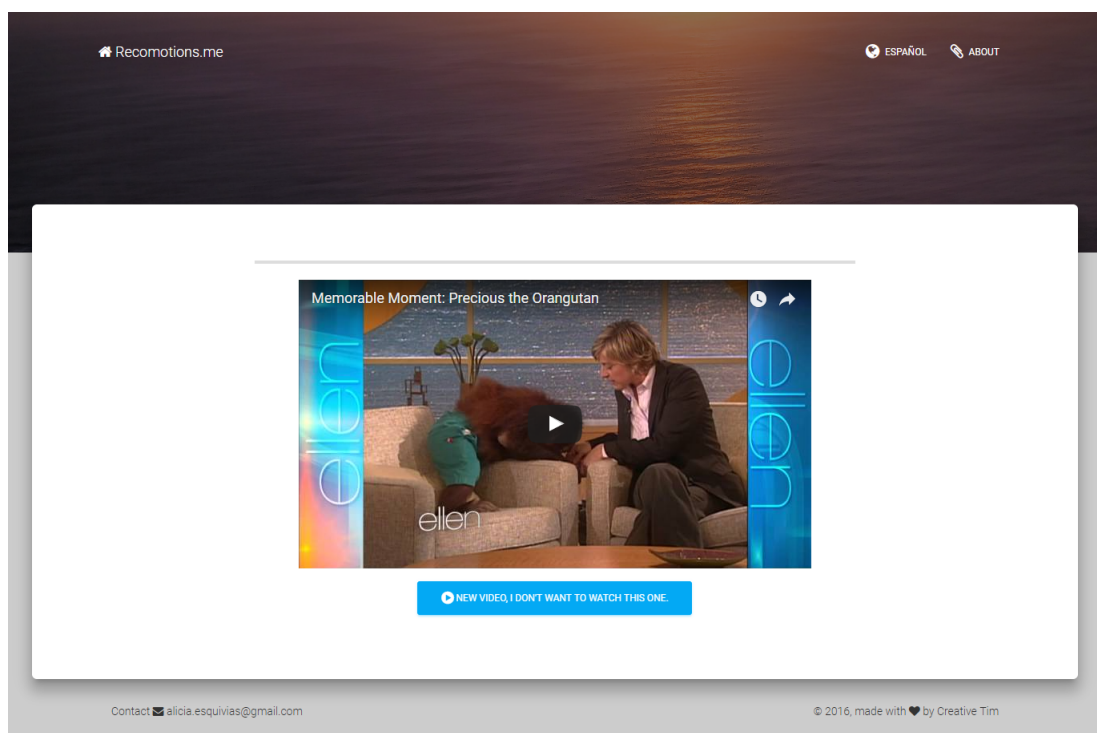 Recomotions.me
ESPAÑOL
ABOUT
Memorable Moment: Precious the Orangutan
ellen
ellen
ellen
ellen
NEW VIDEO, I DON'T WANT TO WATCH THIS ONE.
Contact alicia.esquivias@gmail.com
© 2016, made with by Creative Tim